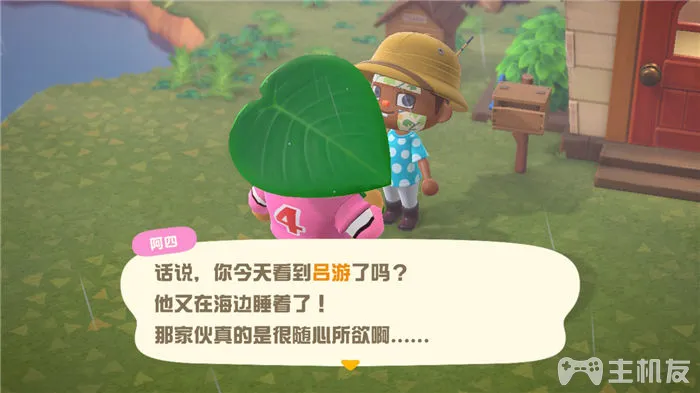 4
阿四
话说，你今天看到吕游了吗？
他又在海边睡着了！
那家伙真的是很随心所欲啊……
主机友